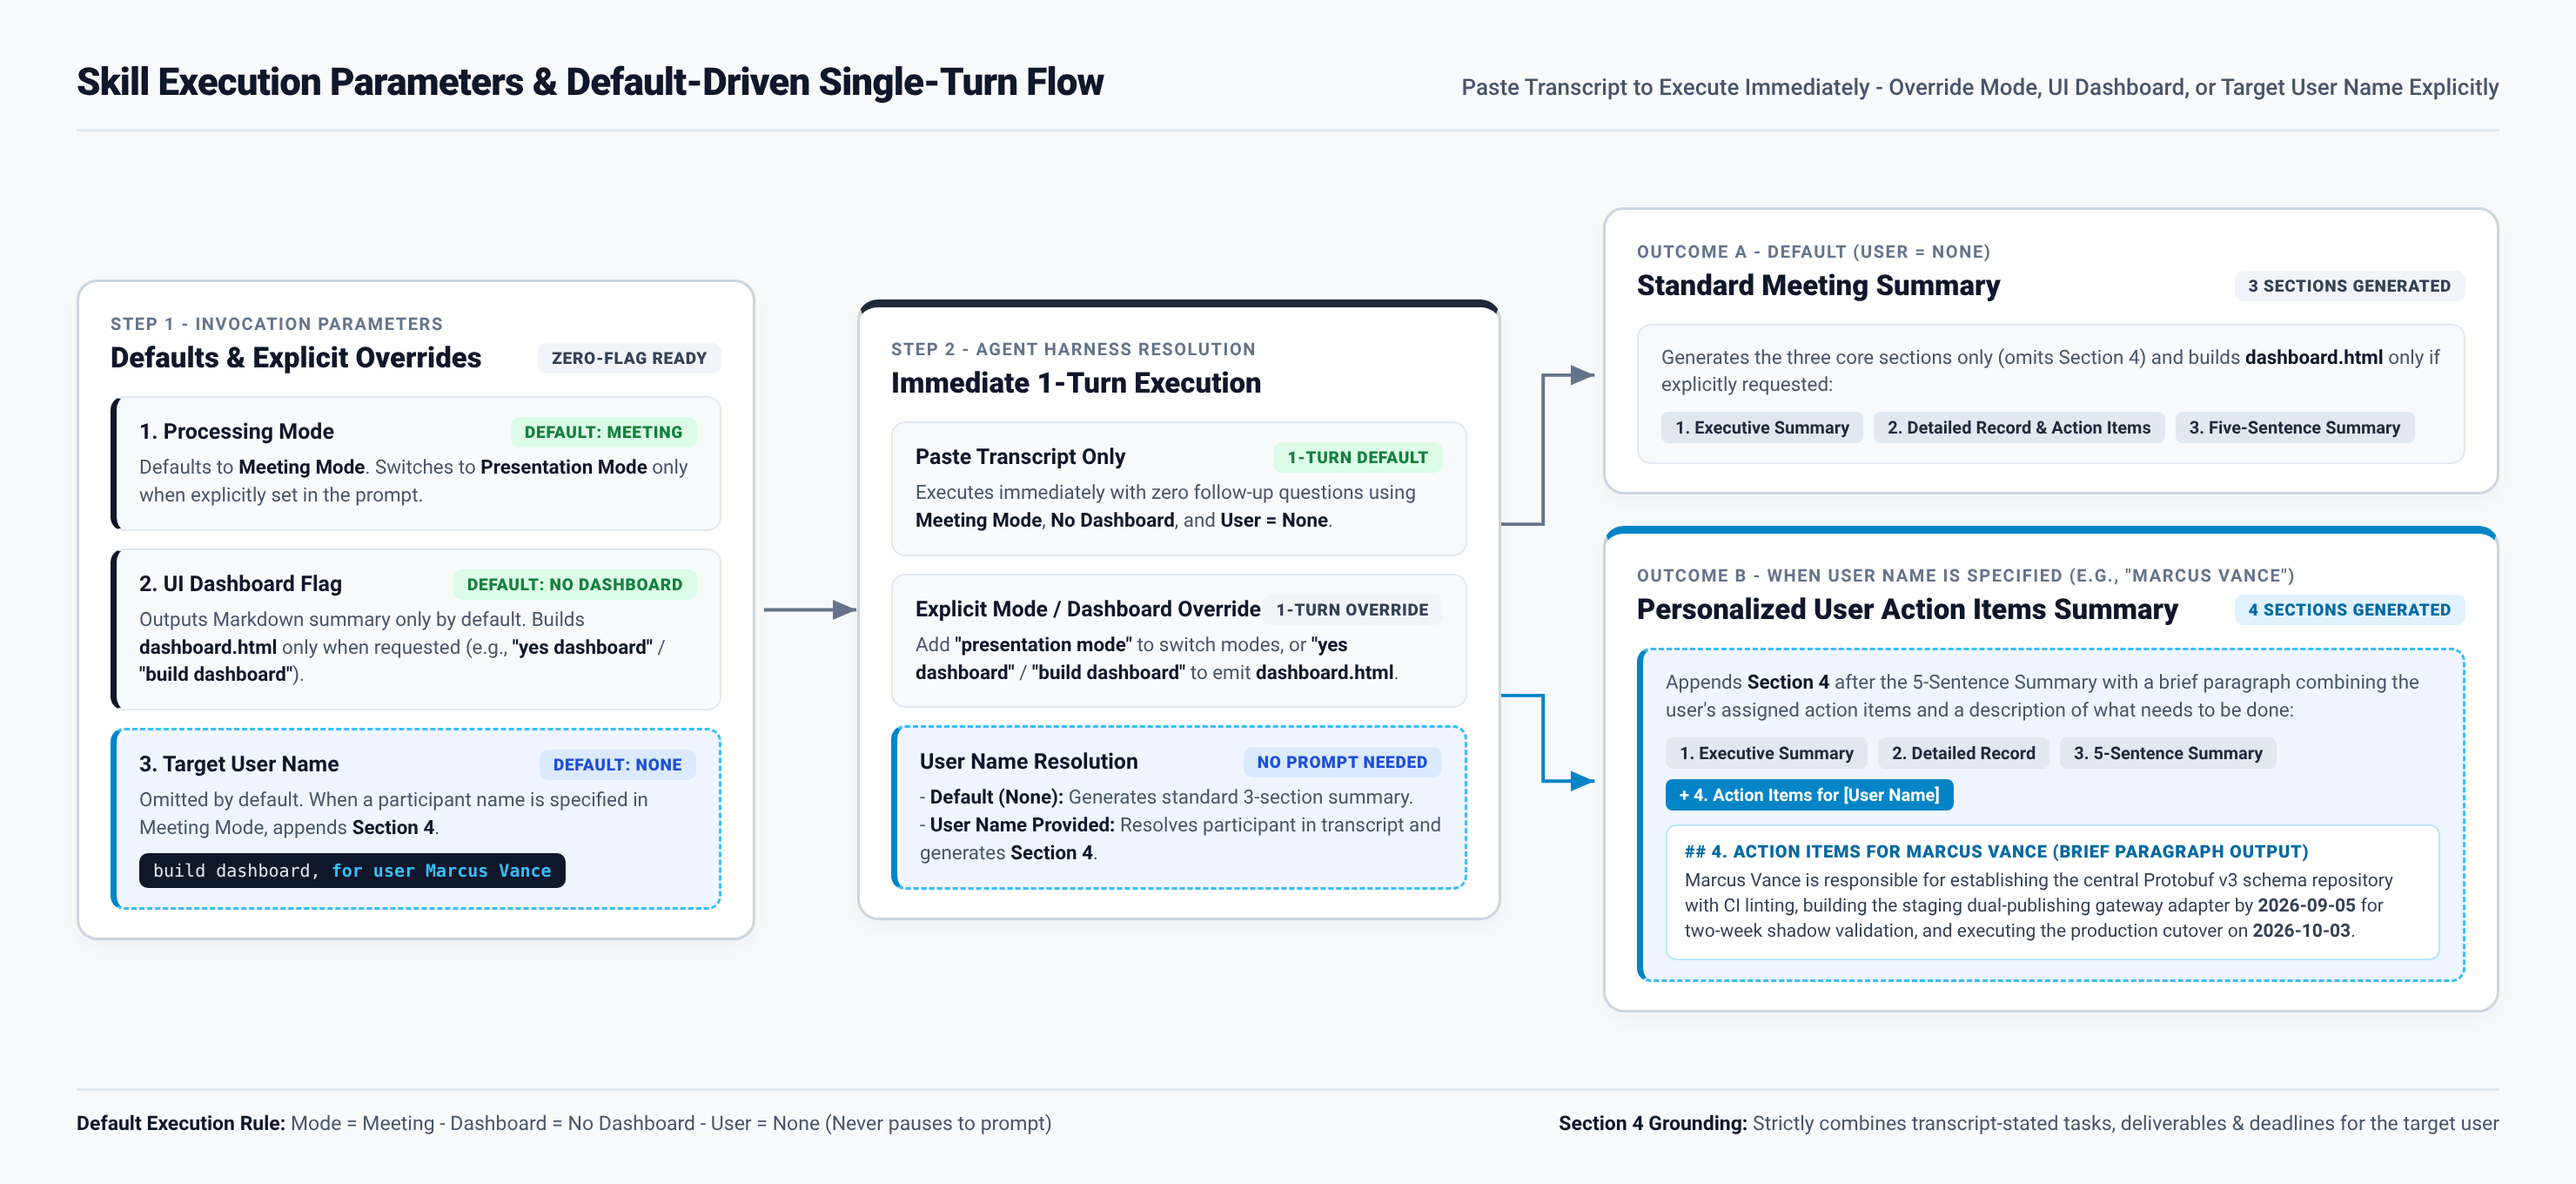 Skill Execution Parameters & Default-Driven Single-Turn Flow
Paste Transcript to Execute Immediately - Override Mode, UI Dashboard, or Target User Name Explicitly
STEP 1 - INVOCATION PARAMETERS
Defaults & Explicit Overrides
ZERO-FLAG READY
1. Processing Mode
DEFAULT: MEETING
Defaults to Meeting Mode. Switches to Presentation Mode only
when explicitly set in the prompt.
2. UI Dashboard Flag
DEFAULT: NO DASHBOARD
Outputs Markdown summary only by default. Builds
dashboard.html only when requested (e.g., "yes dashboard" /
"build dashboard").
3. Target User Name
DEFAULT: NONE
Omitted by default. When a participant name is specified in
Meeting Mode, appends Section 4.
build dashboard, for user Marcus Vance
STEP 2 - AGENT HARNESS RESOLUTION
Immediate 1-Turn Execution
Paste Transcript Only
1-TURN DEFAULT
Executes immediately with zero follow-up questions using
Meeting Mode, No Dashboard, and User = None.
Explicit Mode / Dashboard Override
1-TURN OVERRIDE
Add "presentation mode" to switch modes, or "yes
dashboard" / "build dashboard" to emit dashboard.html.
User Name Resolution
NO PROMPT NEEDED
- Default (None): Generates standard 3-section summary.
- User Name Provided: Resolves participant in transcript and
generates Section 4.
OUTCOME A - DEFAULT (USER = NONE)
Standard Meeting Summary
3 SECTIONS GENERATED
Generates the three core sections only (omits Section 4) and builds dashboard.html only if
explicitly requested:
1. Executive Summary
2. Detailed Record & Action Items
3. Five-Sentence Summary
OUTCOME B - WHEN USER NAME IS SPECIFIED (E.G., "MARCUS VANCE")
Personalized User Action Items Summary
4 SECTIONS GENERATED
Appends Section 4 after the 5-Sentence Summary with a brief paragraph combining the
user's assigned action items and a description of what needs to be done:
1. Executive Summary
2. Detailed Record
3. 5-Sentence Summary
+ 4. Action Items for [User Name]
## 4. ACTION ITEMS FOR MARCUS VANCE (BRIEF PARAGRAPH OUTPUT)
Marcus Vance is responsible for establishing the central Protobuf v3 schema repository
with CI linting, building the staging dual-publishing gateway adapter by 2026-09-05 for
two-week shadow validation, and executing the production cutover on 2026-10-03.
Default Execution Rule: Mode = Meeting - Dashboard = No Dashboard - User = None (Never pauses to prompt)
Section 4 Grounding: Strictly combines transcript-stated tasks, deliverables & deadlines for the target user